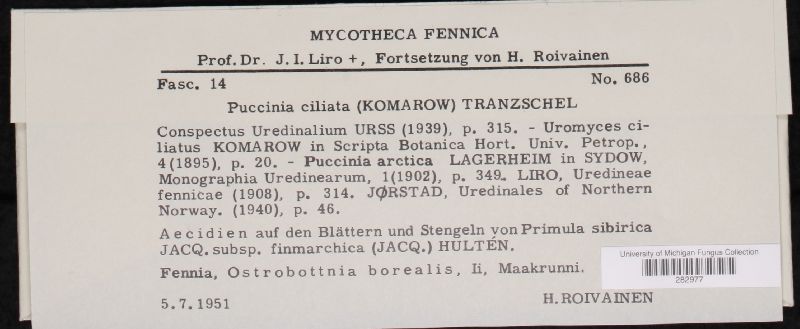 MYCOTHECA FENNICA
Prof. Dr. J. I. Liro +, Fortsetzung von H. Roivainen
Fasc. 14 No. 686
Puccinia ciliata (KOMAROW) TRANZSCHEL
Conspectus Uredinalium URSS (1939), p. 315. - Uromyces ci-
liatus KOMAROW in Scripta Botanica Hort. Univ. Petrop.,
4 (1895), p. 20. - Puccinia arctica LAGERHEIM in SYDOW,
Monographia Uredinearum, 1(1902), p. 349. LIRO, Uredineae
fennicae (1908), p. 314. JØRSTAD, Uredinales of Northern
Norway. (1940), p. 46.
Aecidien auf den Blättern und Stengeln von Primula sibirica
JACQ. subsp. finmarchica (JACQ.) HULTÉN.
Fennia, Ostrobottnia borealis, Ii, Maakrunni.
5.7.1951 H. ROIVAINEN
University of Michigan Fungus Collection
282977